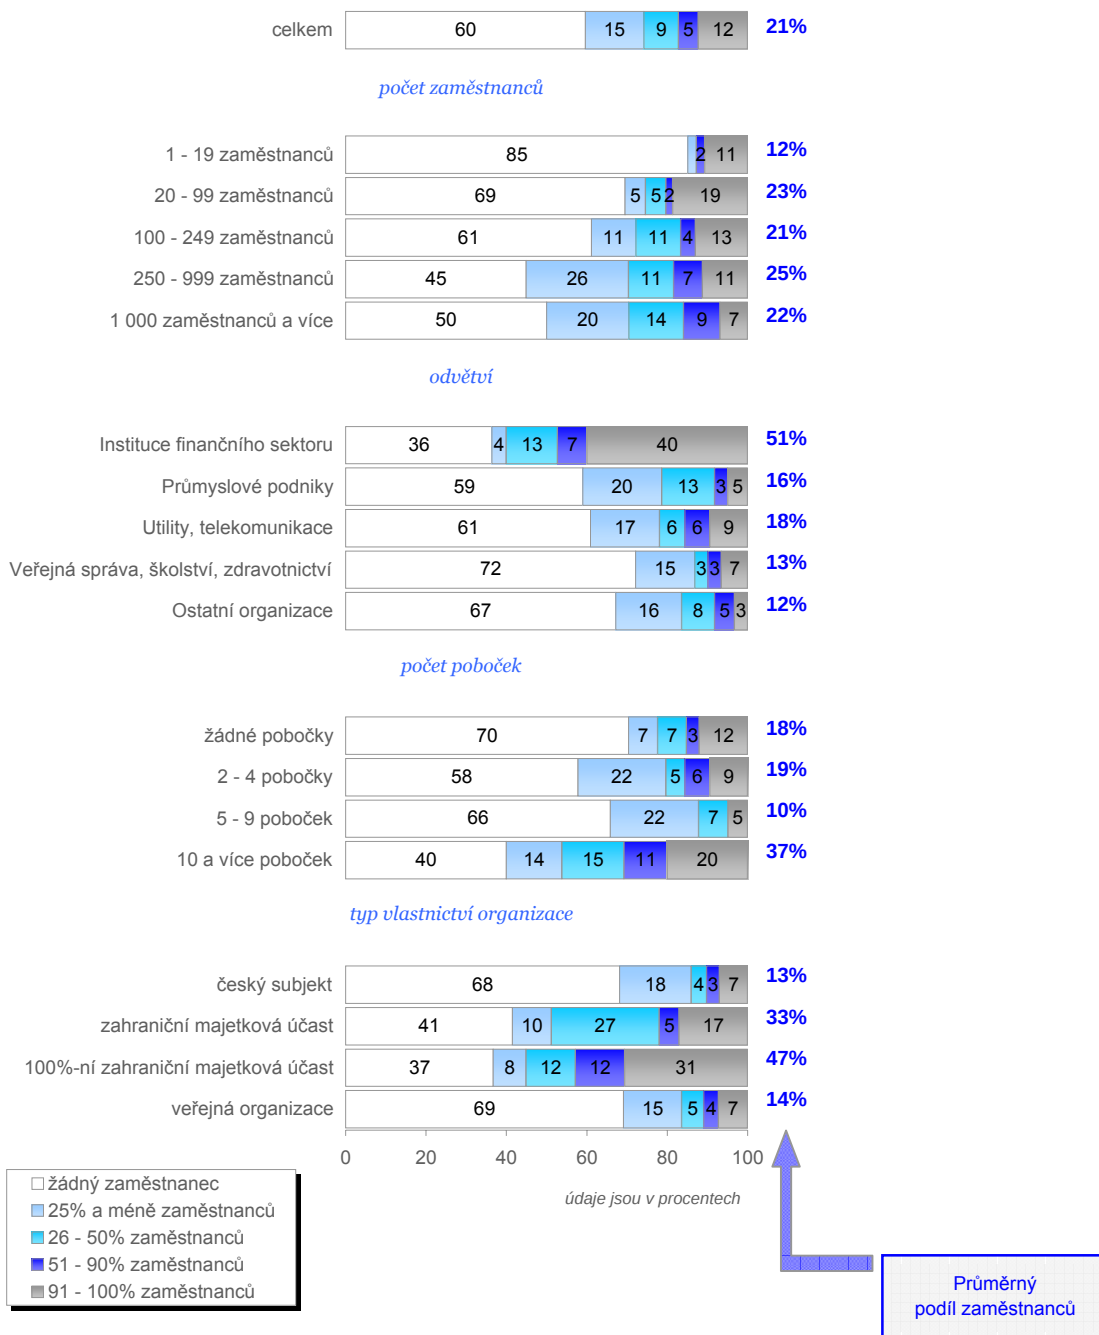 celkem 60 15 9 5 12 21%
počet zaměstnanců
1 - 19 zaměstnanců 85 2 11 12%
20 - 99 zaměstnanců 69 5 5 2 19 23%
100 - 249 zaměstnanců 61 11 11 4 13 21%
250 - 999 zaměstnanců 45 26 11 7 11 25%
1 000 zaměstnanců a více 50 20 14 9 7 22%
odvětví
Instituce finančního sektoru 36 4 13 7 40 51%
Průmyslové podniky 59 20 13 3 5 16%
Utility, telekomunikace 61 17 6 6 9 18%
Veřejná správa, školství, zdravotnictví 72 15 3 3 7 13%
Ostatní organizace 67 16 8 5 3 12%
počet poboček
žádné pobočky 70 7 7 3 12 18%
2 - 4 pobočky 58 22 5 6 9 19%
5 - 9 poboček 66 22 7 5 10%
10 a více poboček 40 14 15 11 20 37%
typ vlastnictví organizace
český subjekt 68 18 4 3 7 13%
zahraniční majetková účast 41 10 27 5 17 33%
100%-ní zahraniční majetková účast 37 8 12 12 31 47%
veřejná organizace 69 15 5 4 7 14%
0 20 40 60 80 100
údaje jsou v procentech
žádný zaměstnanec
25% a méně zaměstnanců
26 - 50% zaměstnanců
51 - 90% zaměstnanců
91 - 100% zaměstnanců
Průměrný
podíl zaměstnanců